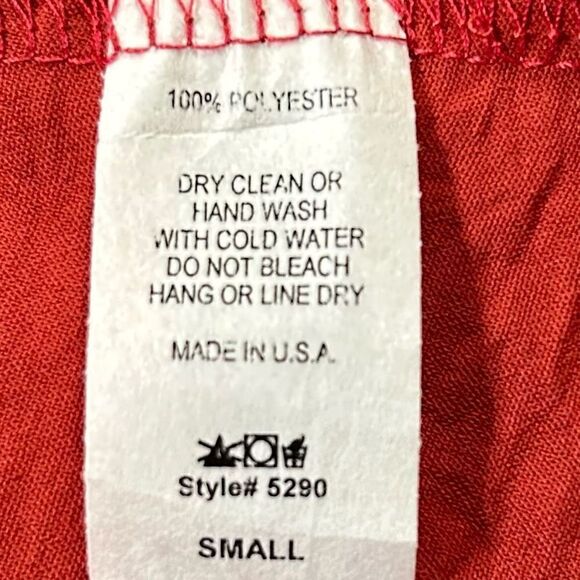 100% POLYESTER
DRY CLEAN OR
HAND WASH
WITH COLD WATER
DO NOT BLEACH
HANG OR LINE DRY
MADE IN U.S.A.
Style# 5290
SMALL